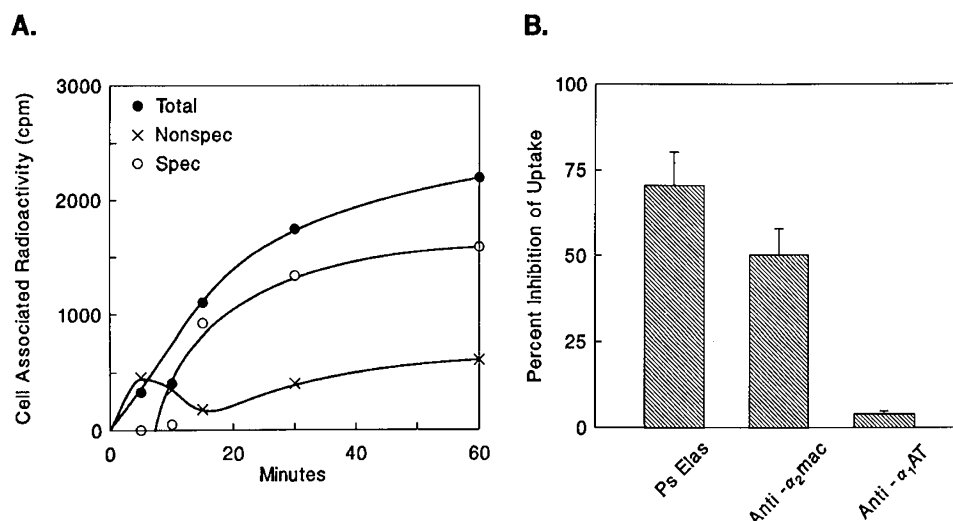 A.
Cell Associated Radioactivity (cpm)
3000
2000
1000
0
● Total
× Nonspec
○ Spec
0 20 40 60
Minutes
B.
Percent Inhibition of Uptake
100
75
50
25
0
Ps Elas
Anti -α₂mac
Anti -α₁AT